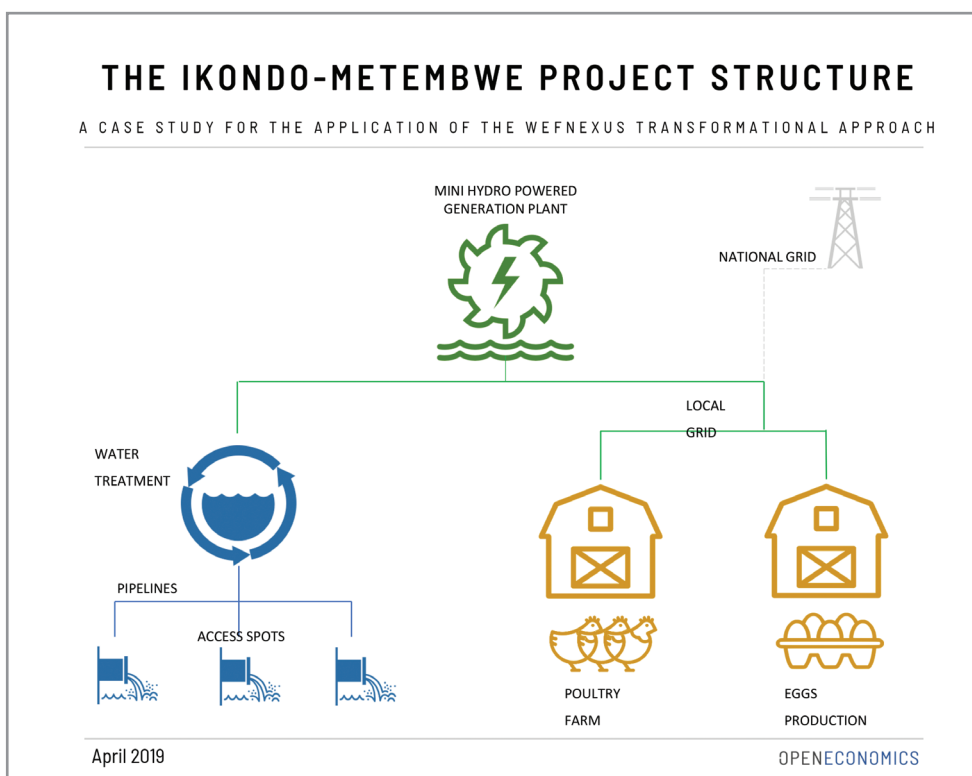 THE IKONDO-METEMBWE PROJECT STRUCTURE
A CASE STUDY FOR THE APPLICATION OF THE WEFNEXUS TRANSFORMATIONAL APPROACH
MINI HYDRO POWERED
GENERATION PLANT
NATIONAL GRID
LOCAL
GRID
WATER
TREATMENT
PIPELINES
ACCESS SPOTS
POULTRY
FARM
EGGS
PRODUCTION
April 2019
OPENECONOMICS